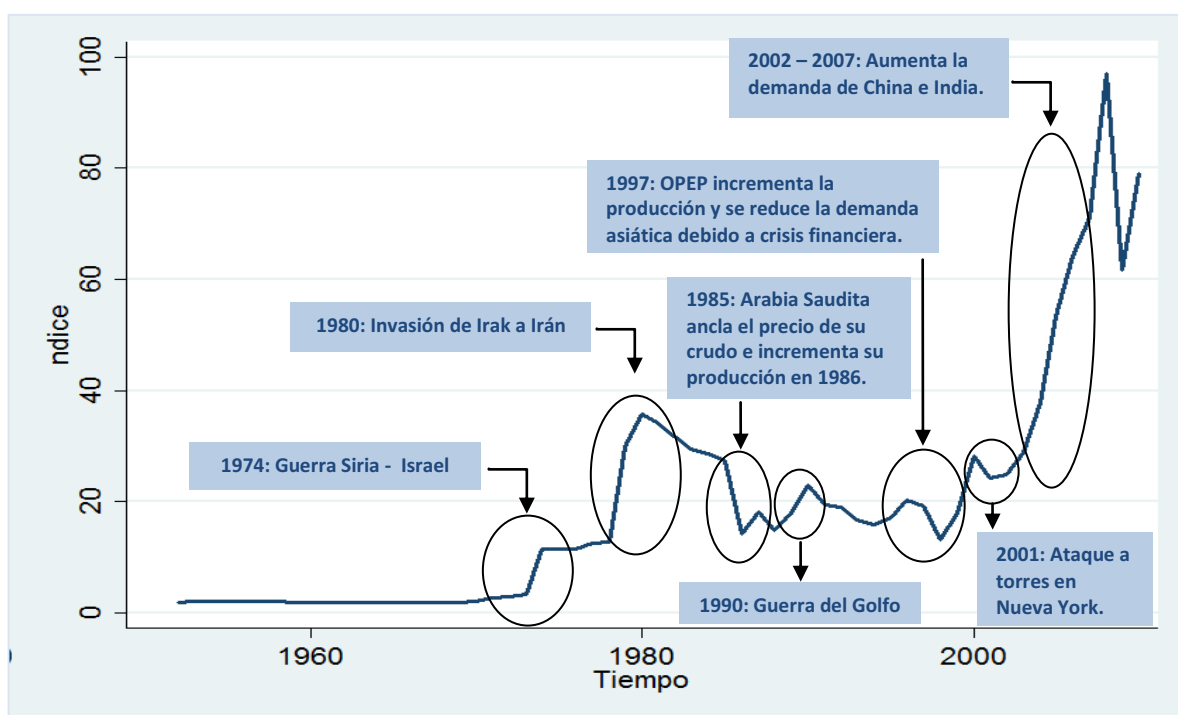 100
80
60
40
20
0
ndice
2002 – 2007: Aumenta la
demanda de China e India.
1997: OPEP incrementa la
producción y se reduce la demanda
asiática debido a crisis financiera.
1985: Arabia Saudita
ancla el precio de su
crudo e incrementa su
producción en 1986.
1980: Invasión de Irak a Irán
1974: Guerra Siria - Israel
1990: Guerra del Golfo
2001: Ataque a
torres en
Nueva York.
1960
1980
2000
Tiempo